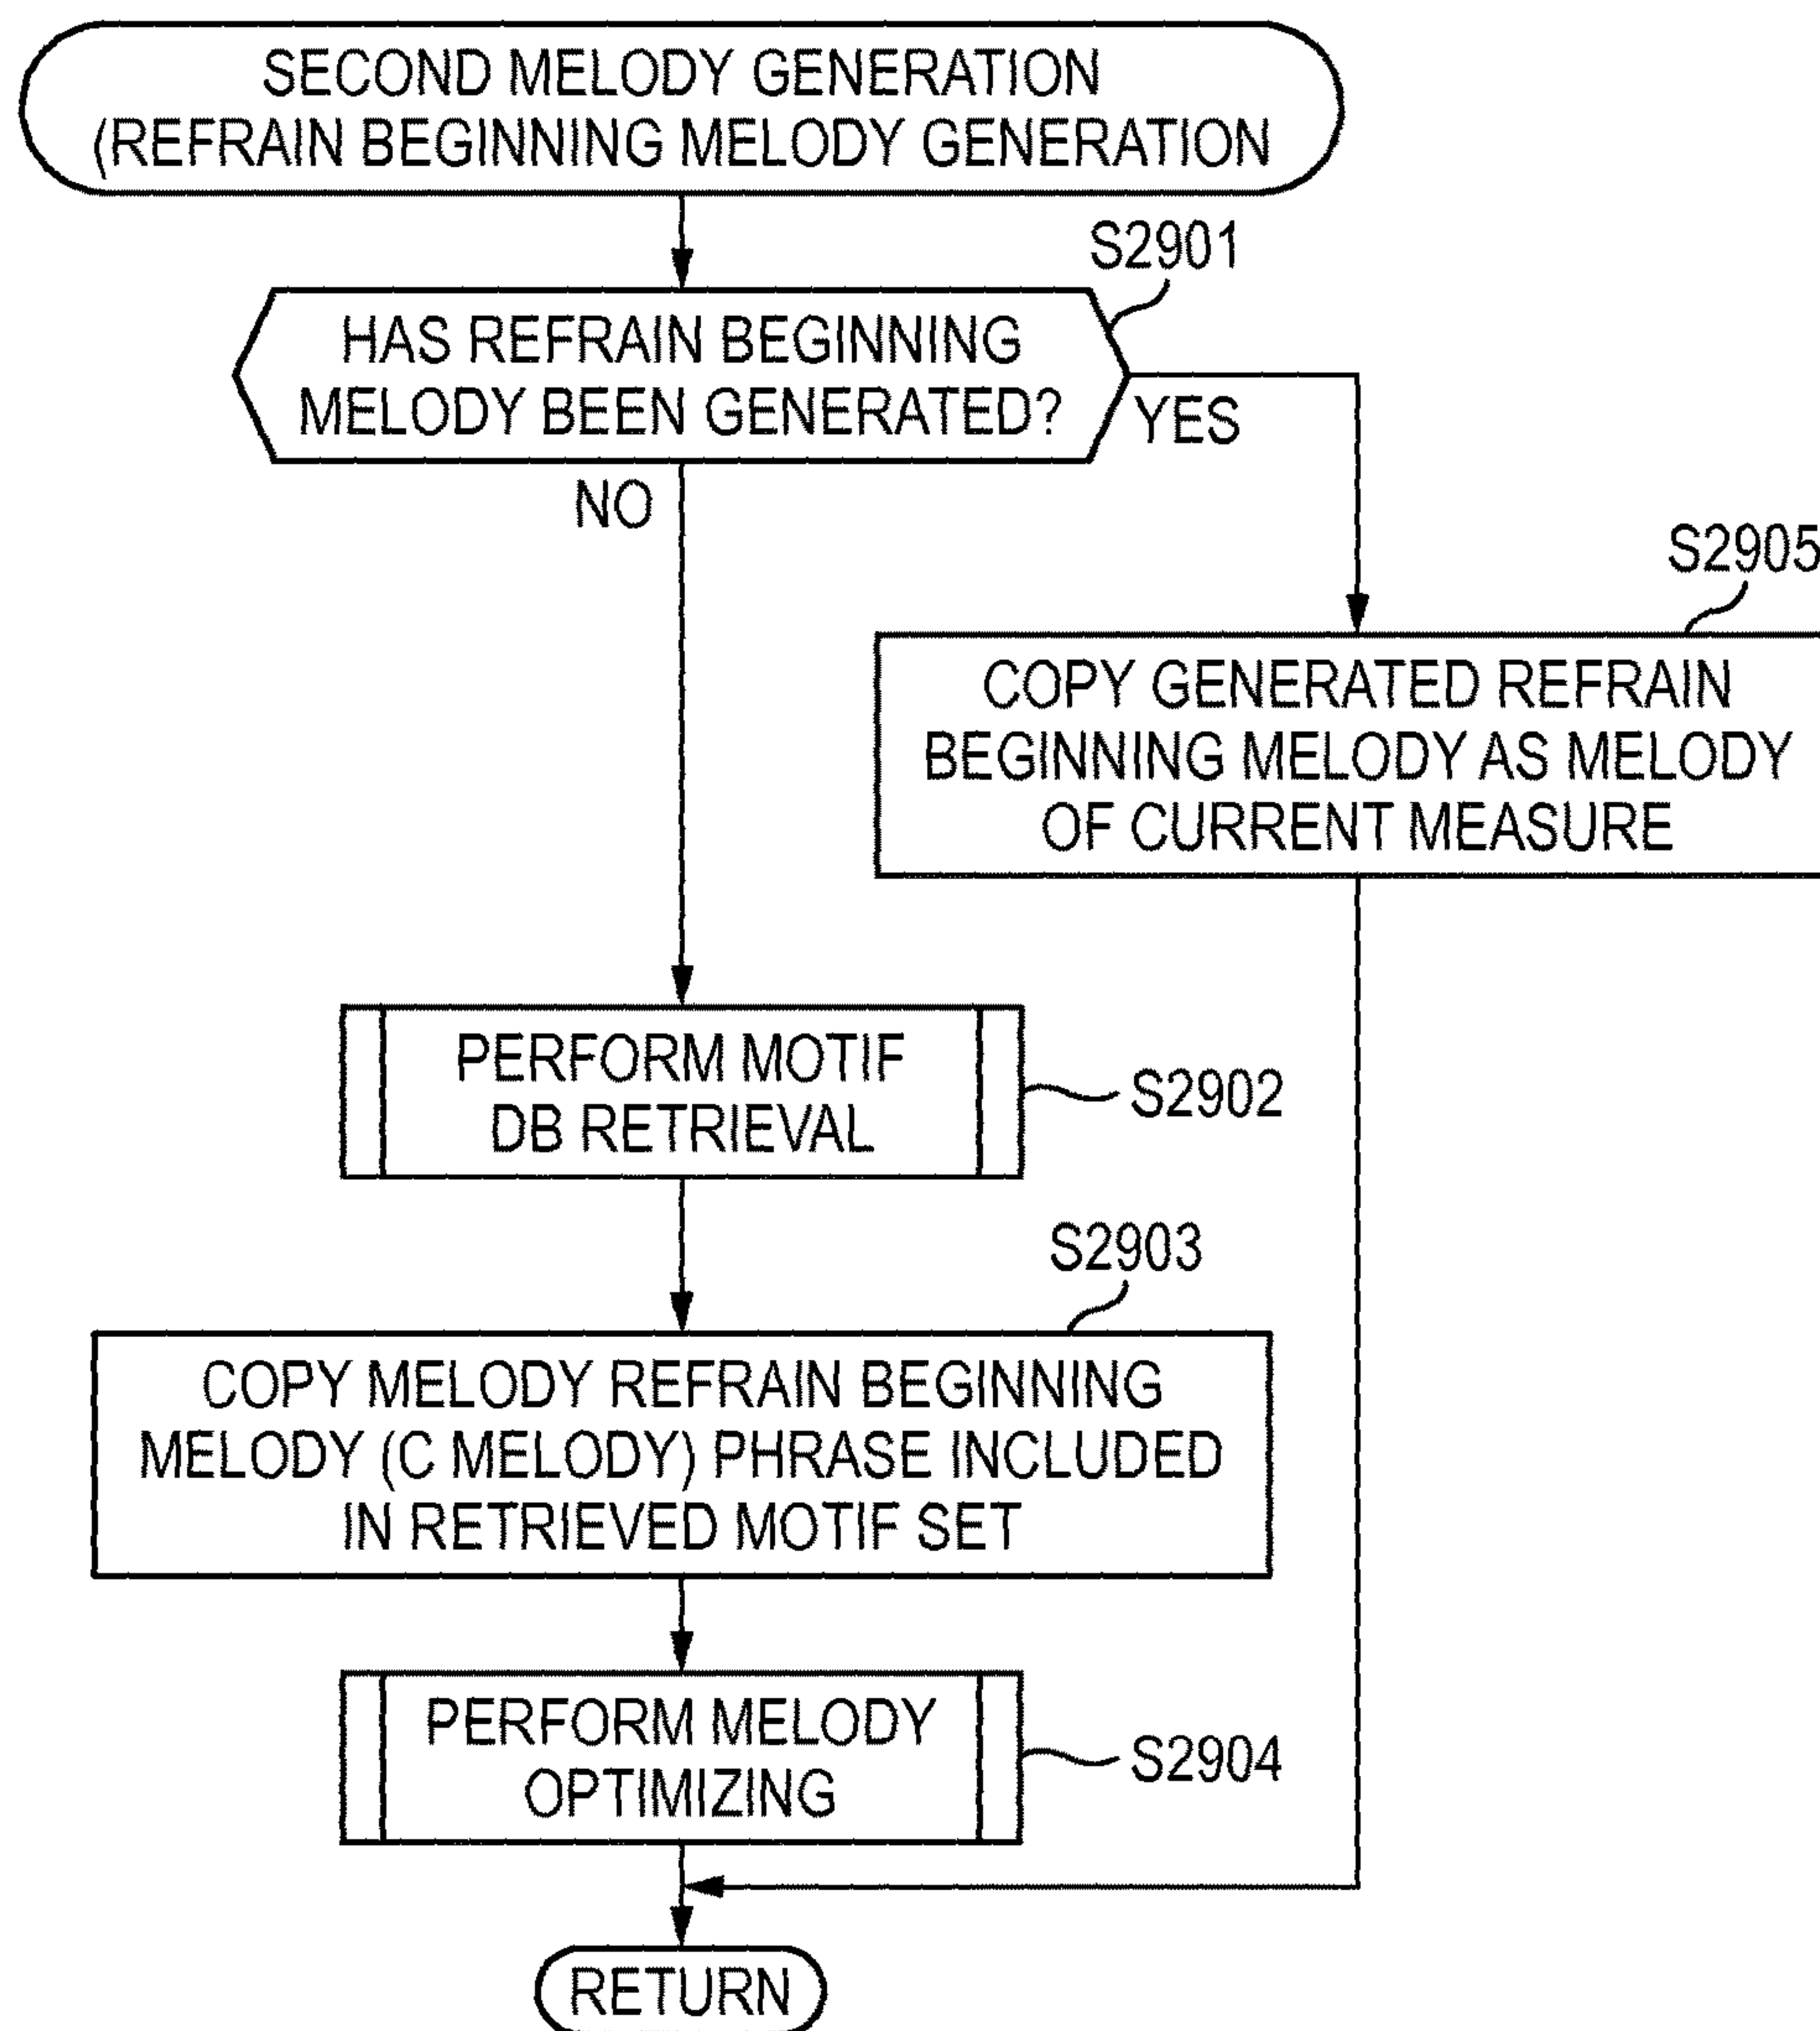 SECOND MELODY GENERATION
(REFRAIN BEGINNING MELODY GENERATION
S2901
HAS REFRAIN BEGINNING
MELODY BEEN GENERATED?
YES
NO
S2905
COPY GENERATED REFRAIN
BEGINNING MELODY AS MELODY
OF CURRENT MEASURE
PERFORM MOTIF
DB RETRIEVAL
S2902
S2903
COPY MELODY REFRAIN BEGINNING
MELODY (C MELODY) PHRASE INCLUDED
IN RETRIEVED MOTIF SET
PERFORM MELODY
OPTIMIZING
S2904
RETURN